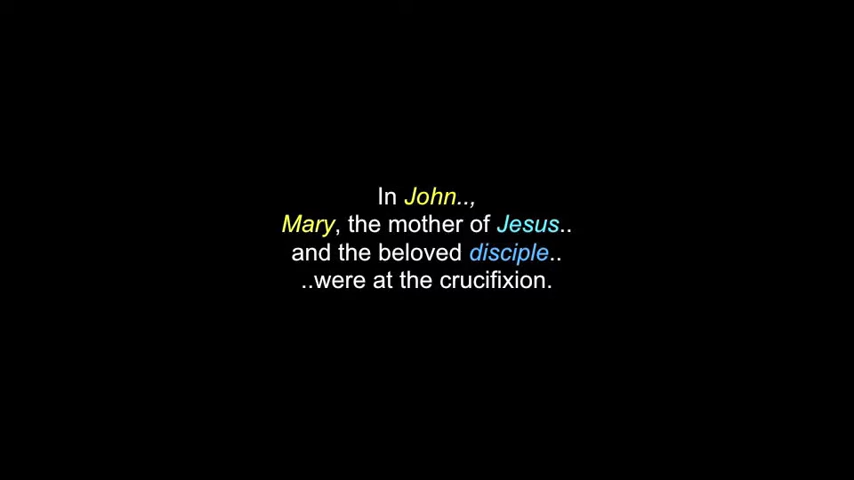 In John..,
Mary, the mother of Jesus..
and the beloved disciple..
..were at the crucifixion.